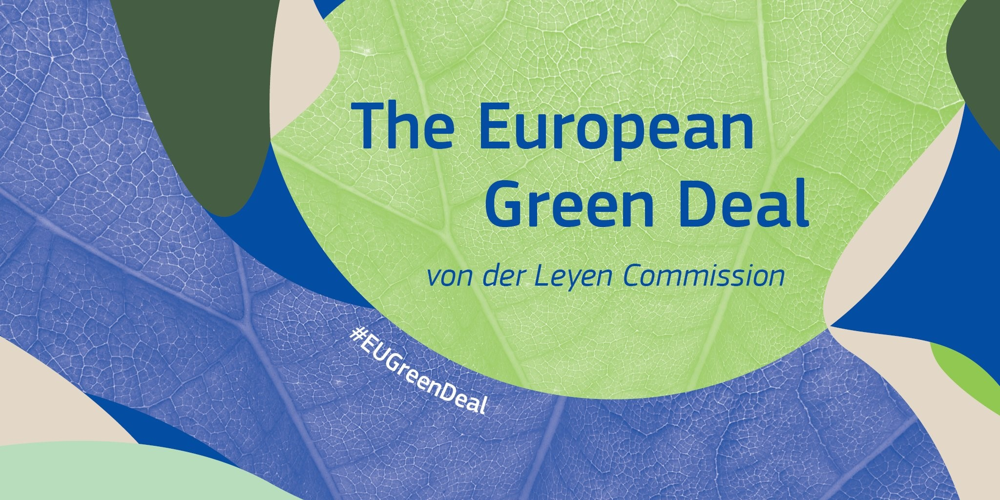 The European
Green Deal
von der Leyen Commission
#EUGreenDeal